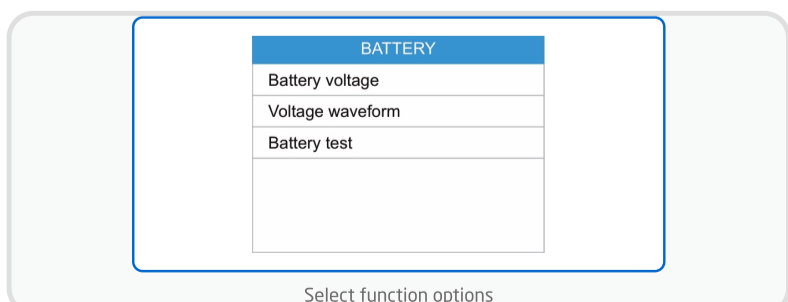 BATTERY
Battery voltage
Voltage waveform
Battery test
Select function options